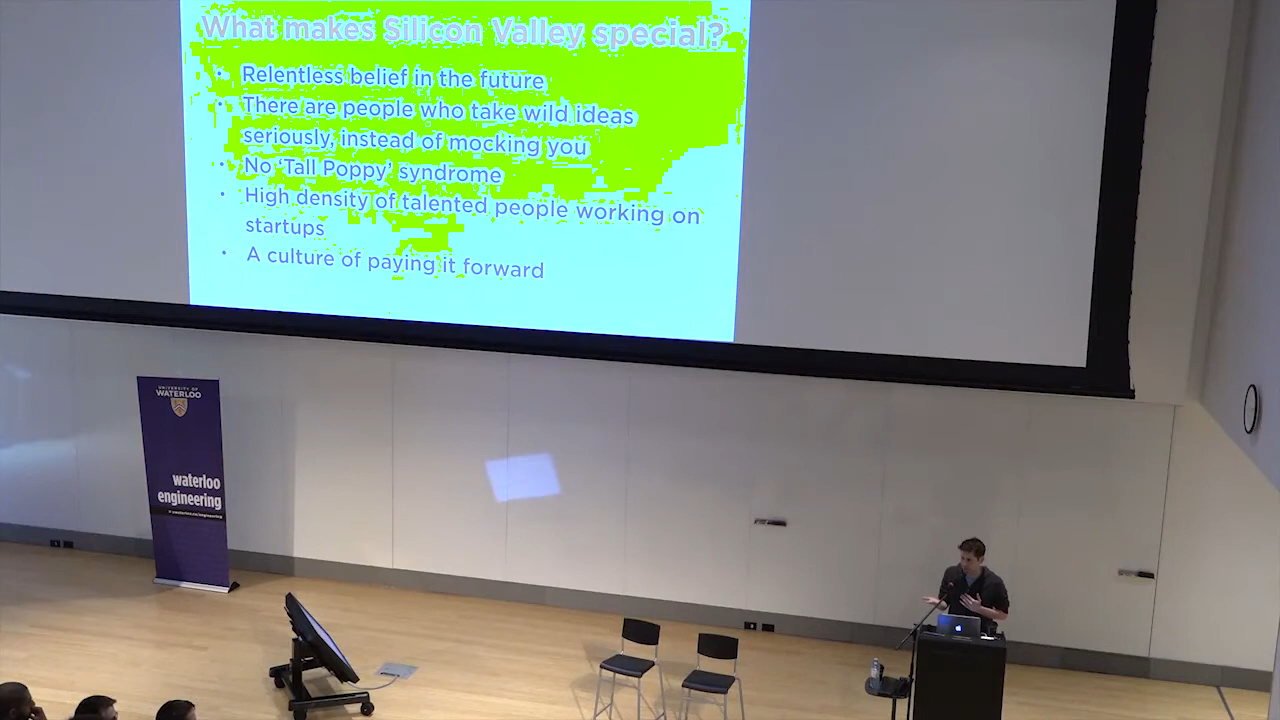 What makes Silicon Valley special?
• Relentless belief in the future
• There are people who take wild ideas
seriously, instead of mocking you
• No 'Tall Poppy' syndrome
• High density of talented people working on
startups
• A culture of paying it forward
UNIVERSITY OF
WATERLOO
waterloo
engineering